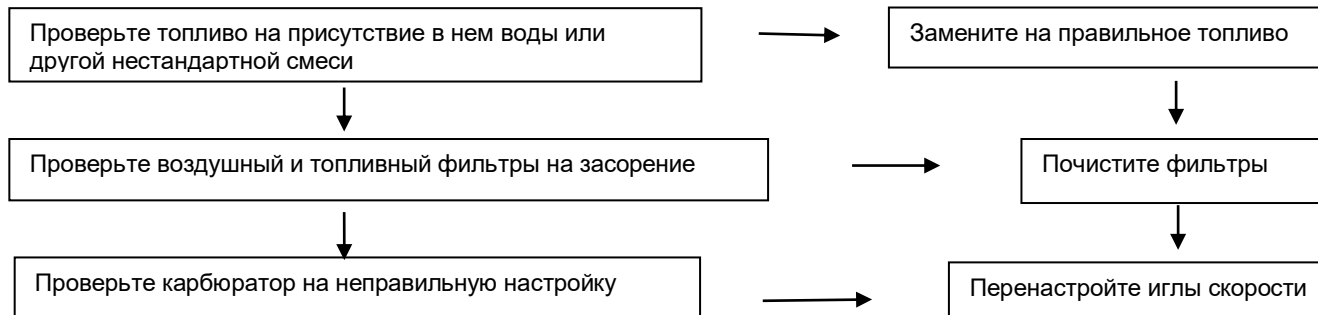 Проверьте топливо на присутствие в нем воды или
другой нестандартной смеси
Замените на правильное топливо
Проверьте воздушный и топливный фильтры на засорение
Почистите фильтры
Проверьте карбюратор на неправильную настройку
Перенастройте иглы скорости